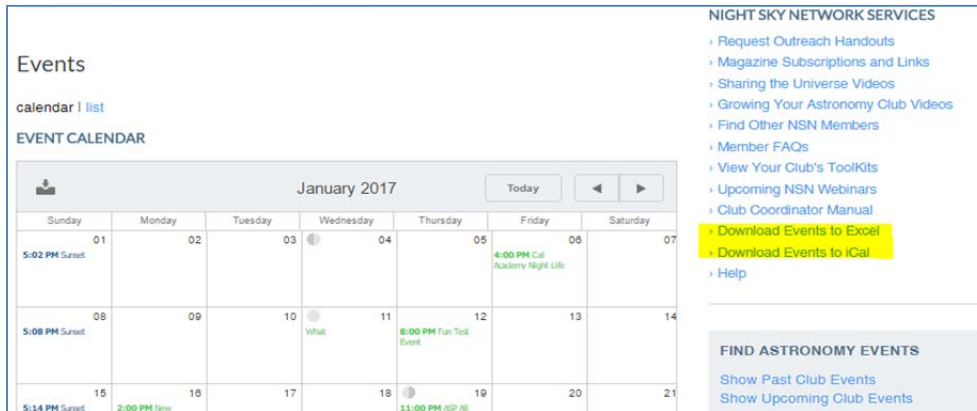 Events
calendar | list
EVENT CALENDAR
January 2017
Today
Sunday Monday Tuesday Wednesday Thursday Friday Saturday
01 02 03 04 05 06 07
5:02 PM Sunset
4:00 PM Cal
Academy Night Life
08 09 10 11 12 13 14
5:08 PM Sunset
What
8:00 PM Fun Test
Event
15 16 17 18 19 20 21
5:14 PM Sunset
2:00 PM New
11:00 PM ASP All
NIGHT SKY NETWORK SERVICES
› Request Outreach Handouts
› Magazine Subscriptions and Links
› Sharing the Universe Videos
› Growing Your Astronomy Club Videos
› Find Other NSN Members
› Member FAQs
› View Your Club's ToolKits
› Upcoming NSN Webinars
› Club Coordinator Manual
› Download Events to Excel
› Download Events to iCal
› Help
FIND ASTRONOMY EVENTS
Show Past Club Events
Show Upcoming Club Events